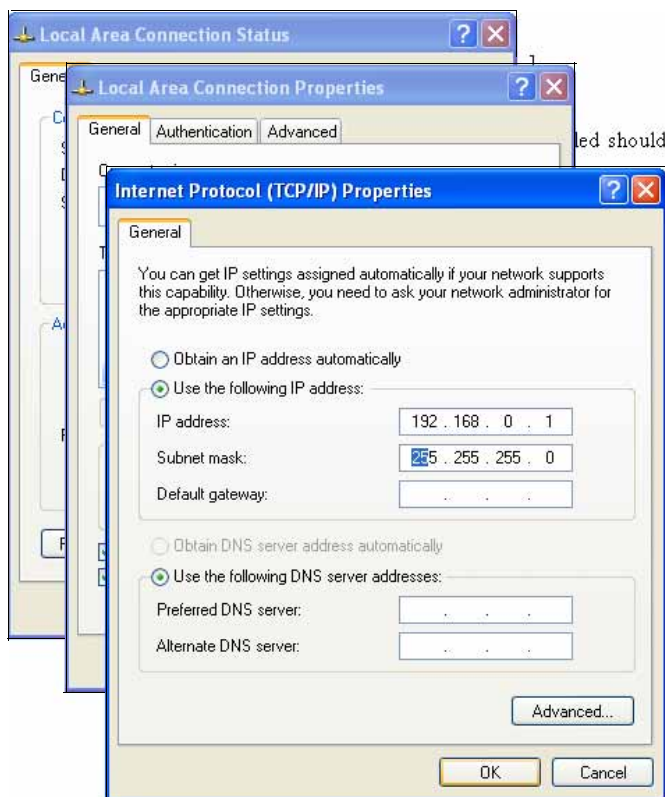 Local Area Connection Status
Local Area Connection Properties
General Authentication Advanced
led should
Internet Protocol (TCP/IP) Properties
General
You can get IP settings assigned automatically if your network supports
this capability. Otherwise, you need to ask your network administrator for
the appropriate IP settings.
Obtain an IP address automatically
Use the following IP address:
IP address: 192 . 168 . 0 . 1
Subnet mask: 255 . 255 . 255 . 0
Default gateway: . . .
Obtain DNS server address automatically
Use the following DNS server addresses:
Preferred DNS server: . . .
Alternate DNS server: . . .
Advanced...
OK Cancel